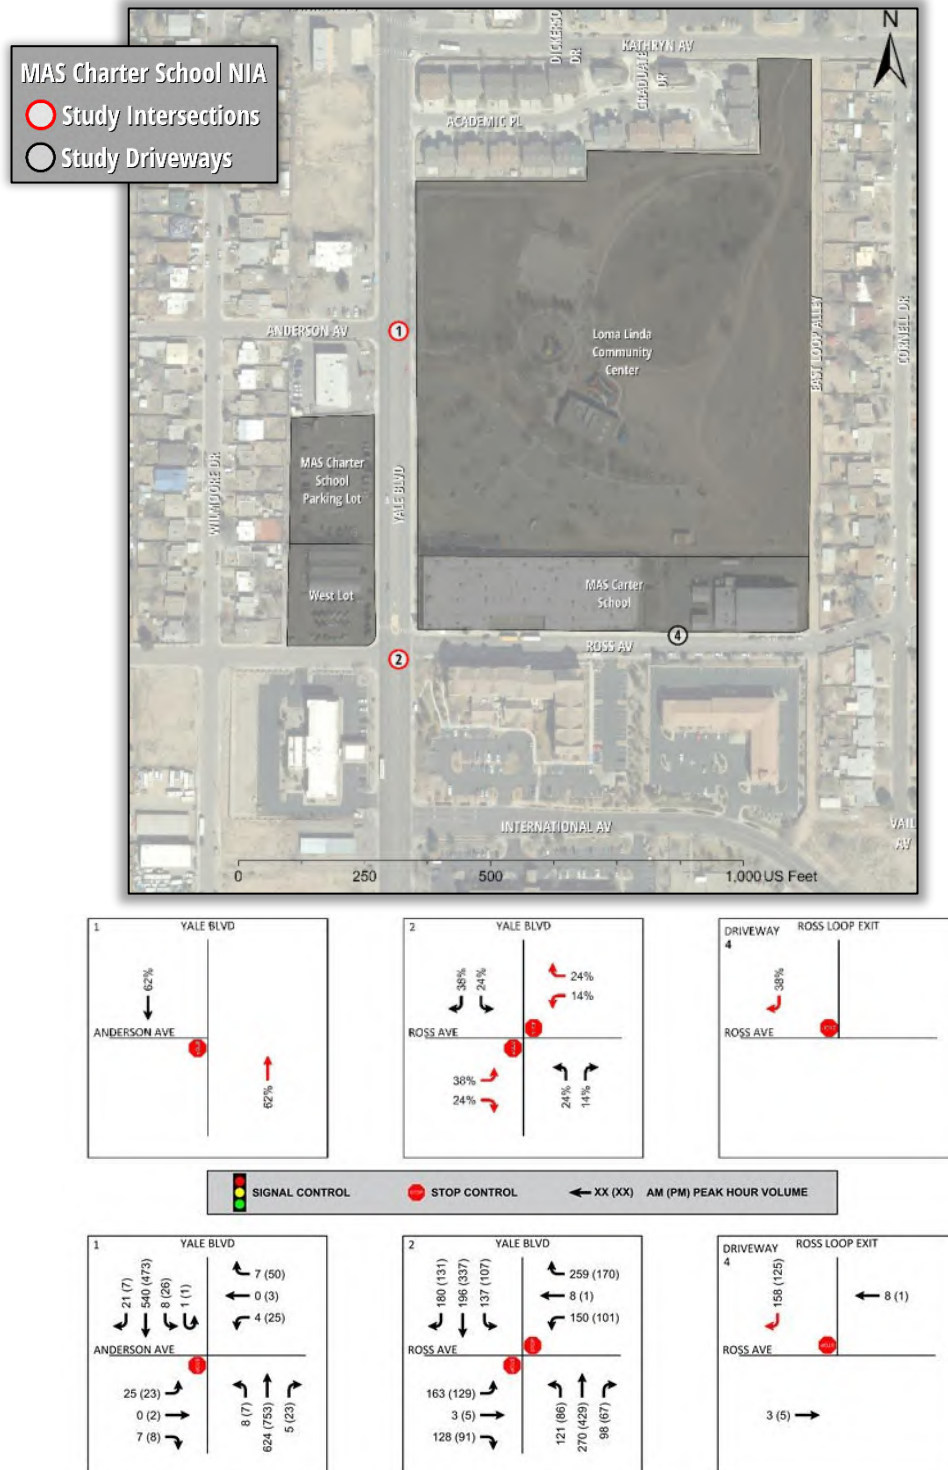 N
DICKERSO
DR
KATHRYN AV
GRADUATE
DR
ACADEMIC PL
MAS Charter School NIA
Study Intersections
Study Driveways
1
ANDERSON AV
Loma Linda
Community
Center
EAST LOOP ALLEY
CORNELL DR
WILMOORE DR
MAS Charter
School
Parking Lot
YALE BLVD
West Lot
MAS Carter
School
4
ROSS AV
2
INTERNATIONAL AV
VAIL
AV
0 250 500 1,000 US Feet
1
YALE BLVD
62%
ANDERSON AVE
62%
2
YALE BLVD
38%
24%
24%
14%
ROSS AVE
38%
24%
24%
14%
DRIVEWAY
4
ROSS LOOP EXIT
38%
ROSS AVE
SIGNAL CONTROL
STOP CONTROL
XX (XX) AM (PM) PEAK HOUR VOLUME
1
YALE BLVD
21 (7)
540 (473)
8 (26)
1 (1)
7 (50)
0 (3)
4 (25)
ANDERSON AVE
25 (23)
0 (2)
7 (8)
8 (7)
624 (753)
5 (23)
2
YALE BLVD
180 (131)
196 (337)
137 (107)
259 (170)
8 (1)
150 (101)
ROSS AVE
163 (129)
3 (5)
128 (91)
121 (86)
270 (429)
98 (67)
DRIVEWAY
4
ROSS LOOP EXIT
158 (125)
8 (1)
ROSS AVE
3 (5)